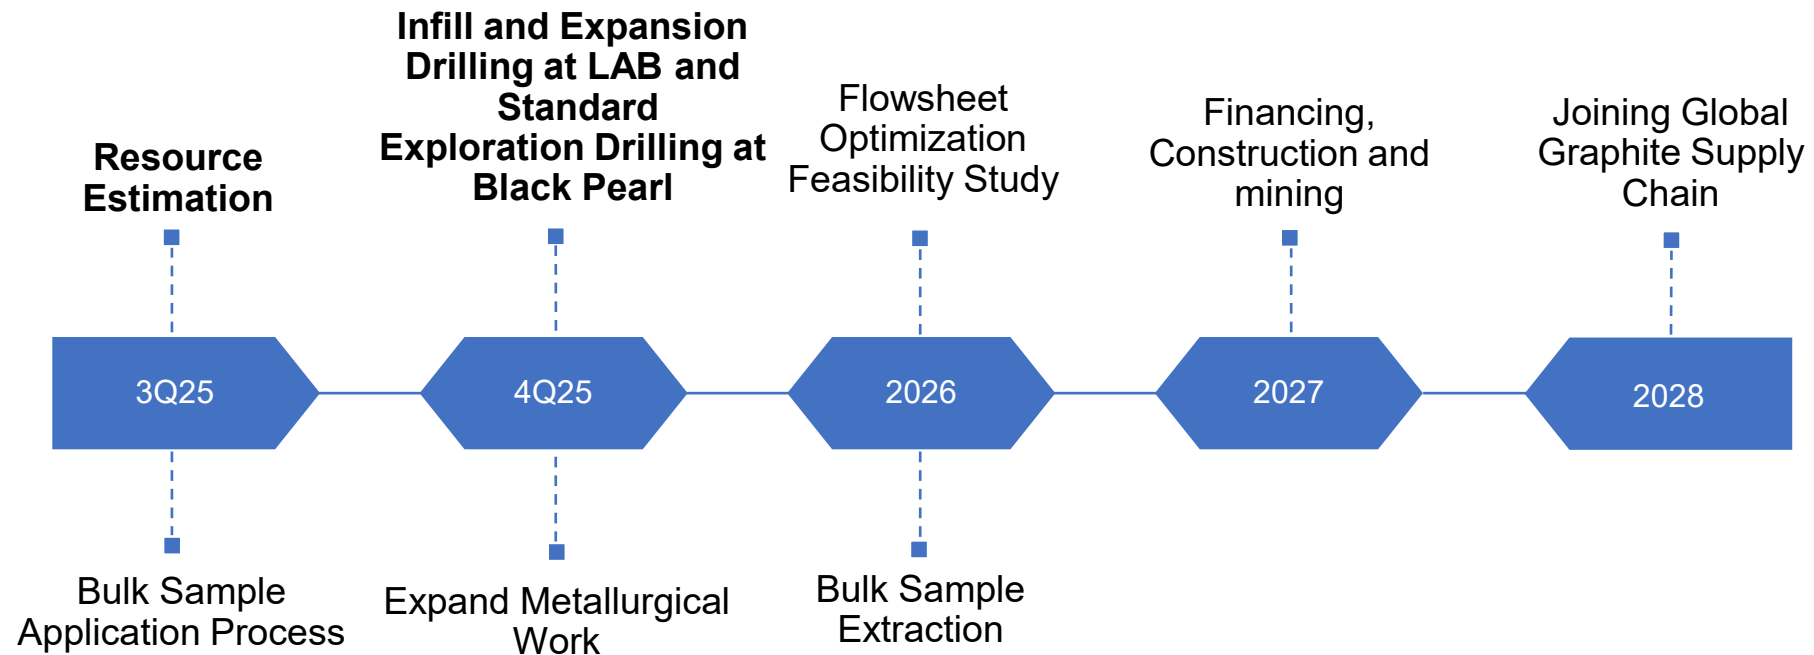 Resource
Estimation
Infill and Expansion
Drilling at LAB and
Standard
Exploration Drilling at
Black Pearl
Flowsheet
Optimization
Feasibility Study
Financing,
Construction and
mining
Joining Global
Graphite Supply
Chain
3Q25
4Q25
2026
2027
2028
Bulk Sample
Application Process
Expand Metallurgical
Work
Bulk Sample
Extraction